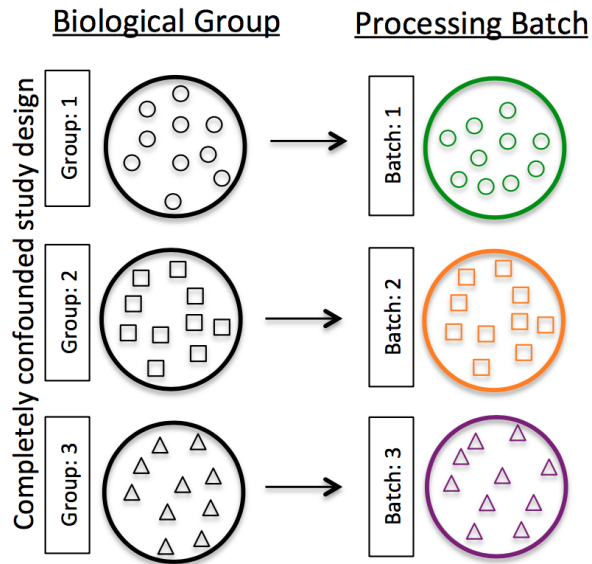 Biological Group
Processing Batch
Completely confounded study design
Group: 1
Batch: 1
Group: 2
Batch: 2
Group: 3
Batch: 3